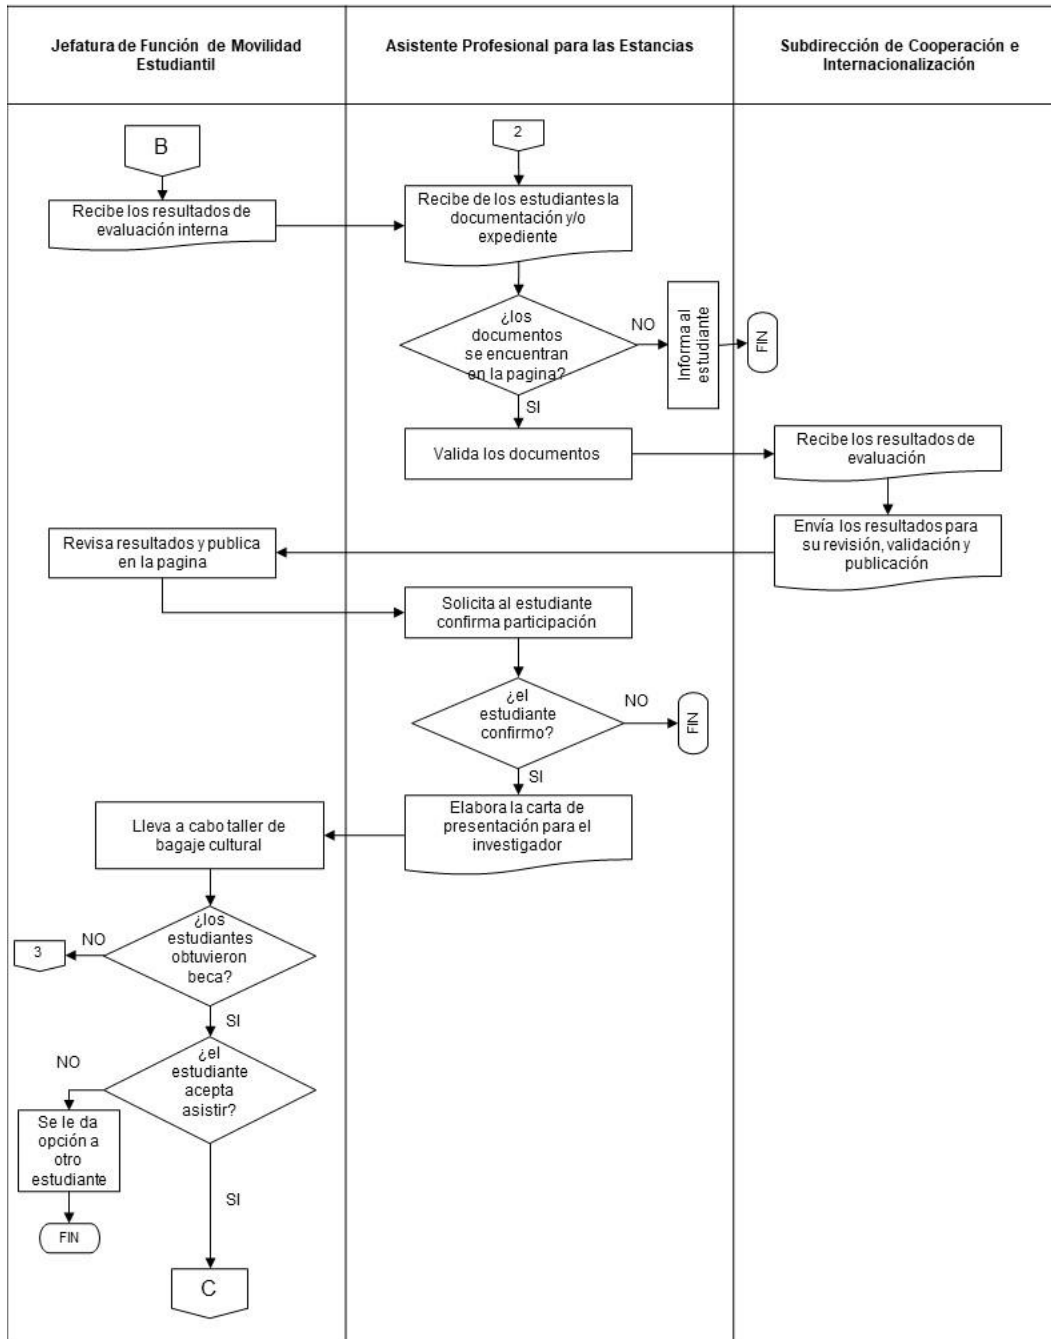 Jefatura de Función de Movilidad
Estudiantil
Asistente Profesional para las Estancias
Subdirección de Cooperación e
Internacionalización
B
2
Recibe los resultados de
evaluación interna
Recibe de los estudiantes la
documentación y/o
expediente
¿los
documentos
se encuentran
en la pagina?
NO
Informa al
estudiante
FIN
SI
Valida los documentos
Recibe los resultados de
evaluación
Envía los resultados para
su revisión, validación y
publicación
Revisa resultados y publica
en la pagina
Solicita al estudiante
confirma participación
¿el
estudiante
confirmo?
NO
FIN
SI
Elabora la carta de
presentación para el
investigador
Lleva a cabo taller de
bagaje cultural
¿los
estudiantes
obtuvieron
beca?
NO
3
SI
¿el
estudiante
acepta
asistir?
NO
Se le da
opción a
otro
estudiante
FIN
SI
C